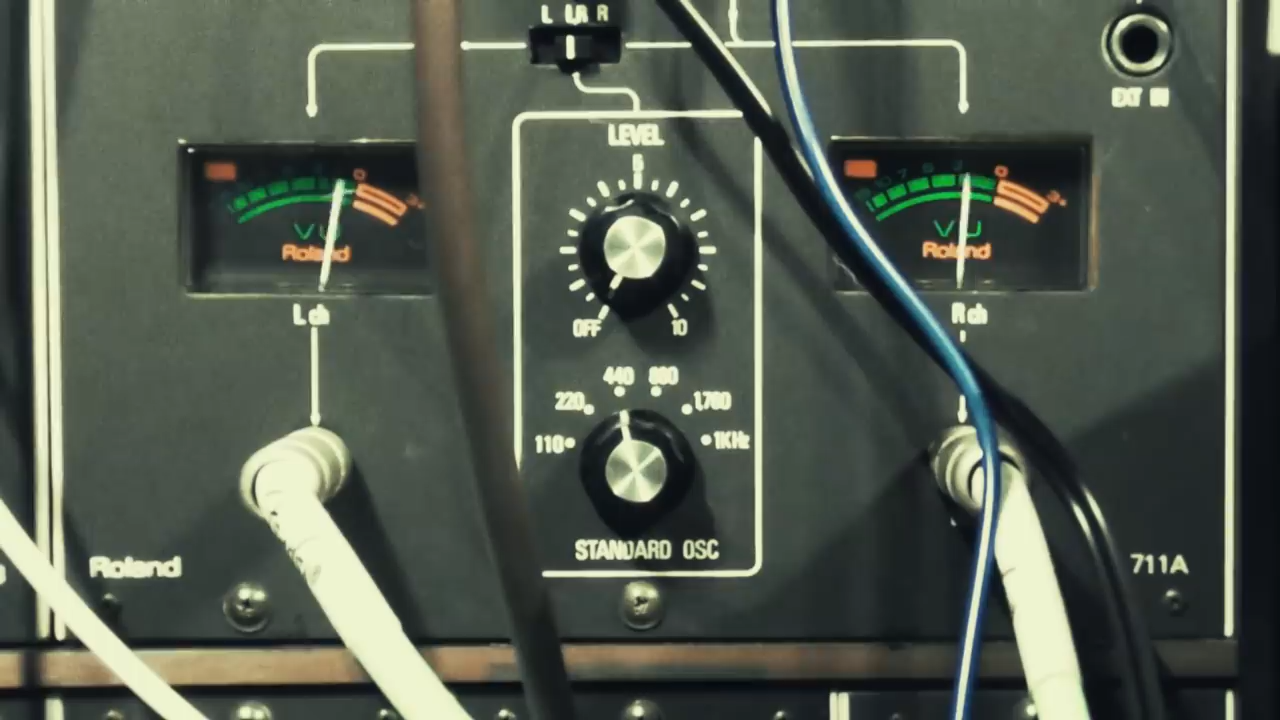 L L/R R
EXT IN
LEVEL
5
0
VU
Roland
0
VU
Roland
OFF
10
L ch
R ch
440
880
220
1,760
110
1KHz
STANDARD OSC
Roland
711A